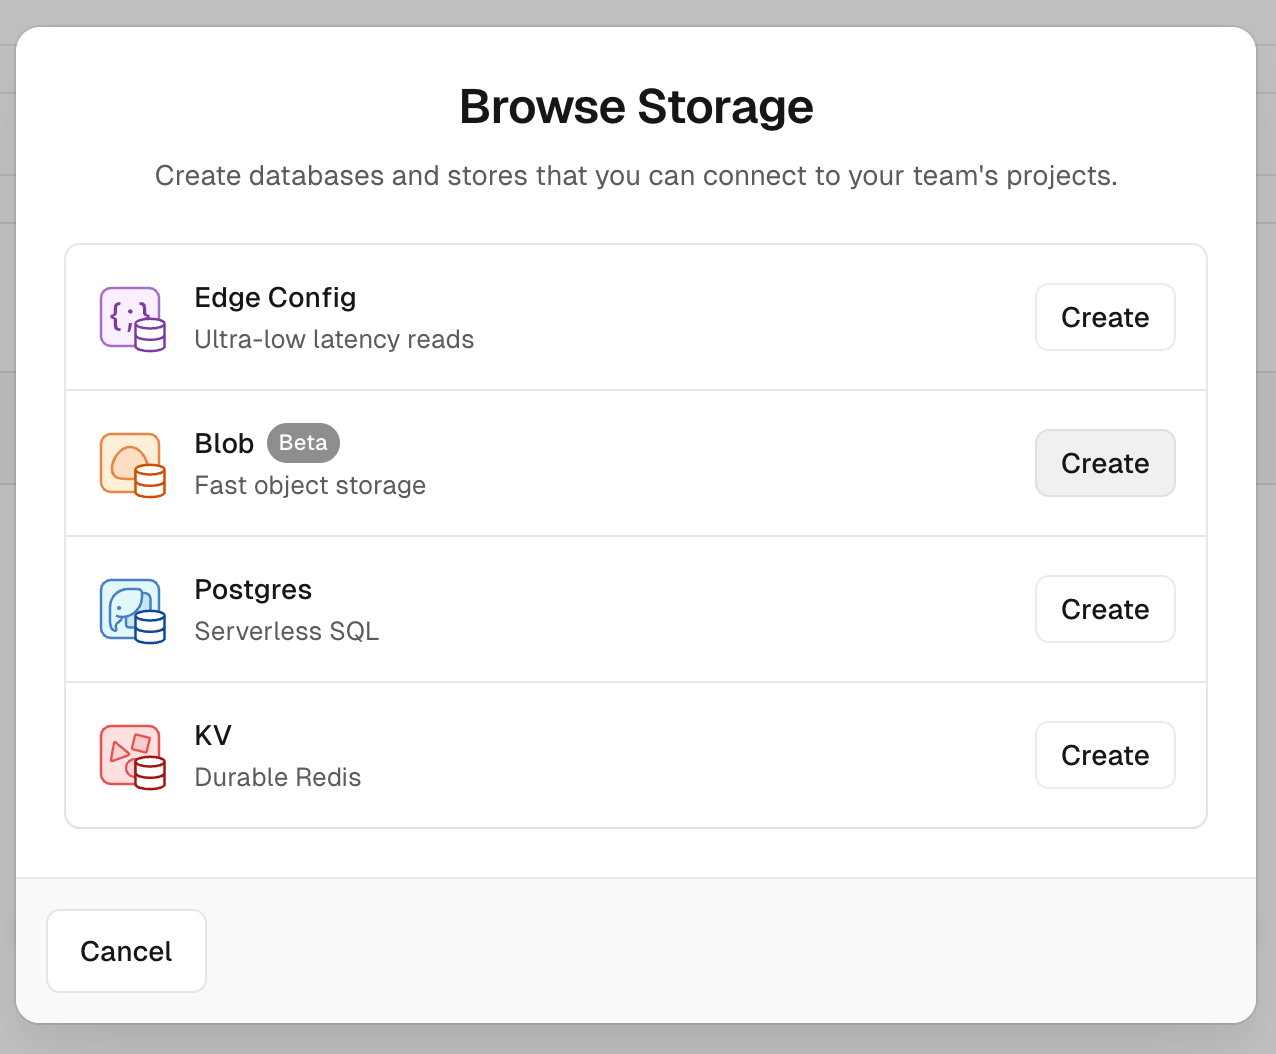 Browse Storage
Create databases and stores that you can connect to your team's projects.
Edge Config
Ultra-low latency reads
Create
Blob Beta
Fast object storage
Create
Postgres
Serverless SQL
Create
KV
Durable Redis
Create
Cancel